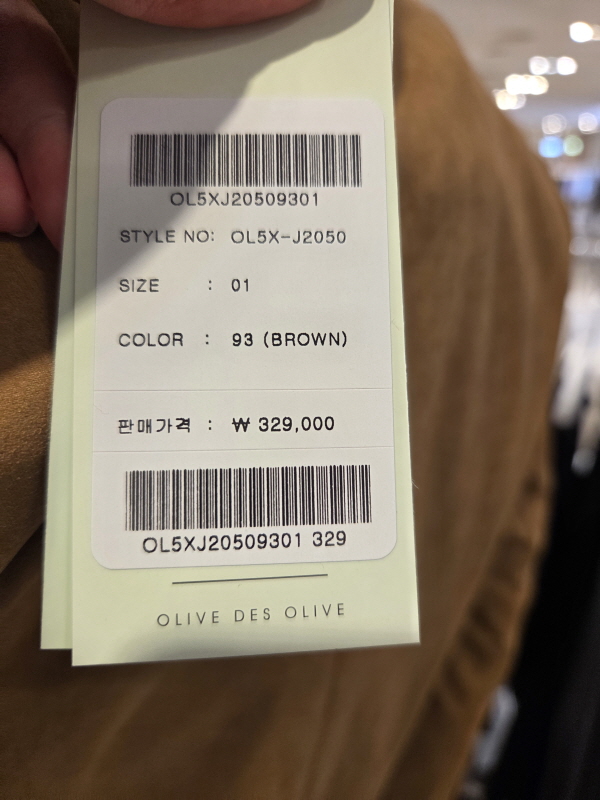 OL5XJ20509301
STYLE NO: OL5X-J2050
SIZE : 01
COLOR : 93 (BROWN)
판매가격 : ₩ 329,000
OL5XJ20509301 329
OLIVE DES OLIVE